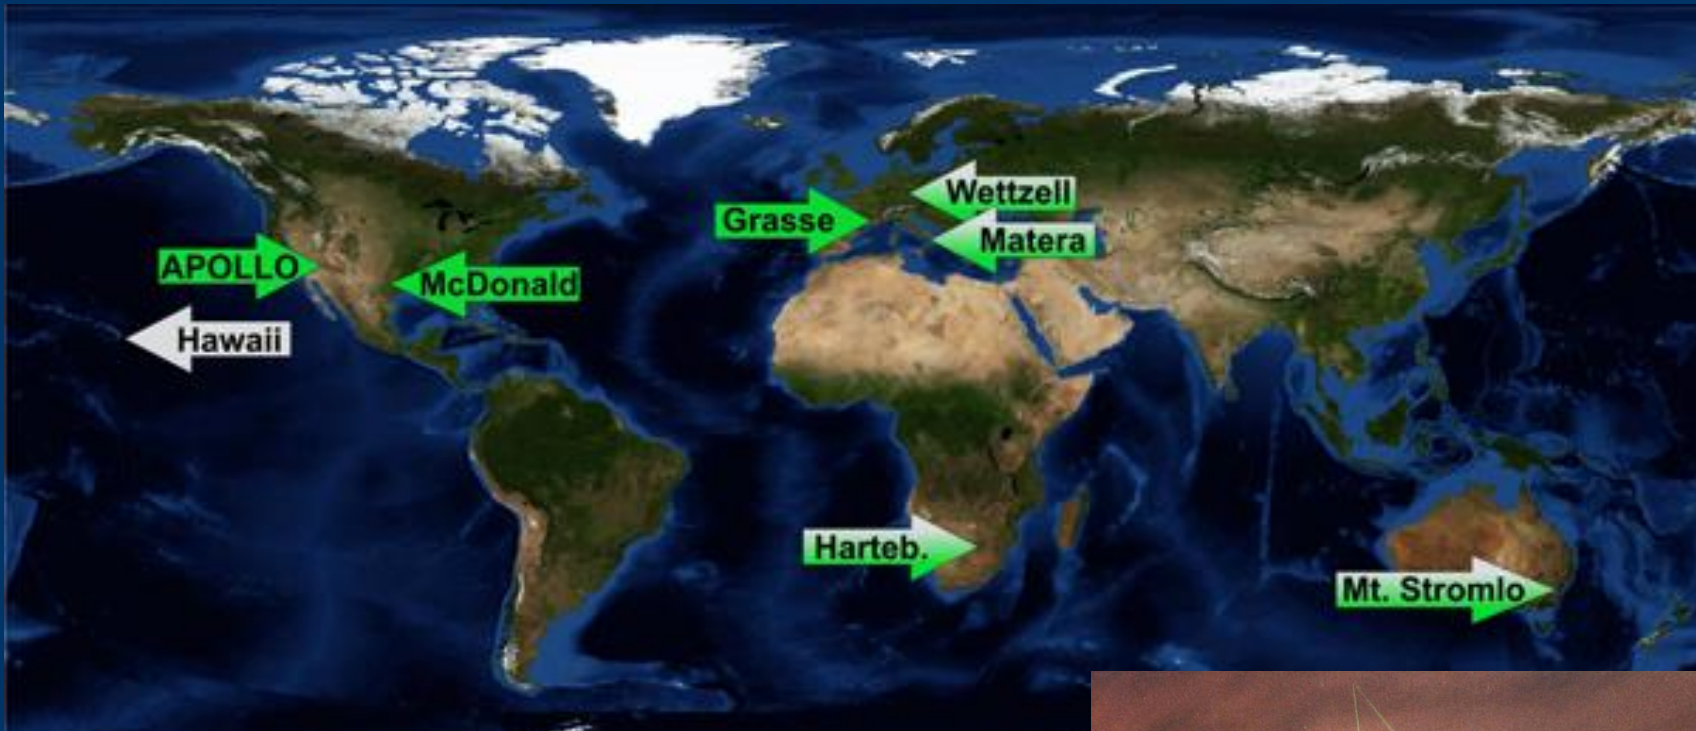 Wettzell
Grasse
Matera
APOLLO
McDonald
Hawaii
Harteb.
Mt. Stromlo